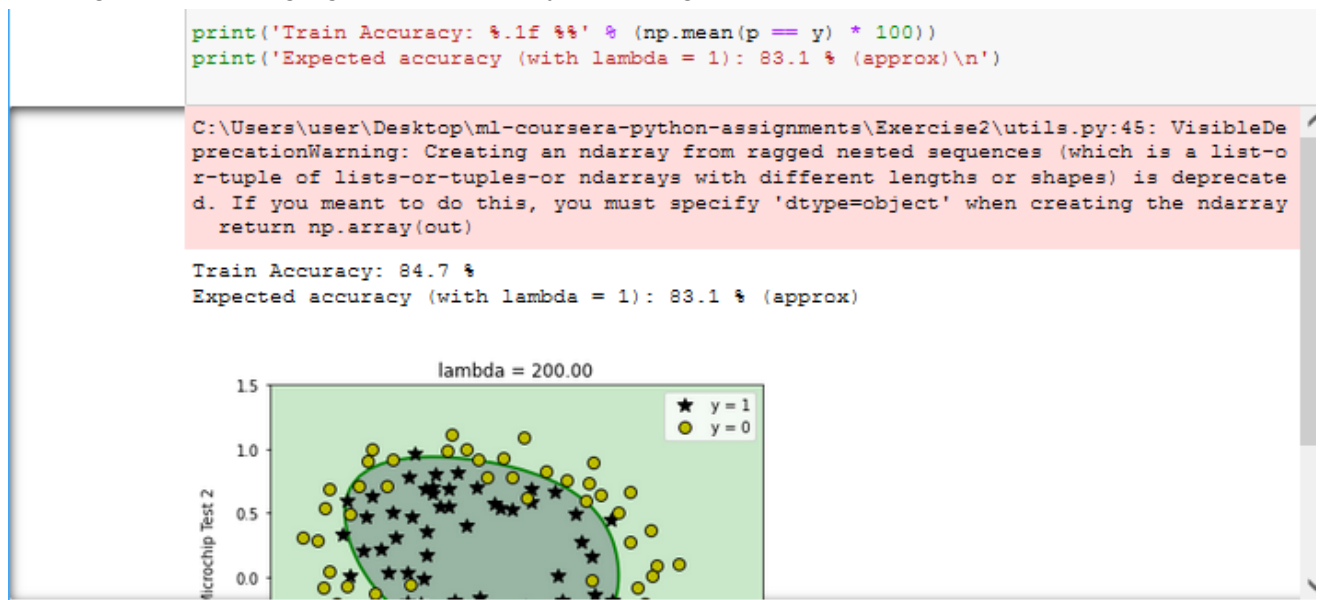 print('Train Accuracy: %.1f %%' % (np.mean(p == y) * 100))
print('Expected accuracy (with lambda = 1): 83.1 % (approx)\n')
C:\Users\user\Desktop\ml-coursera-python-assignments\Exercise2\utils.py:45: VisibleDe
precationWarning: Creating an ndarray from ragged nested sequences (which is a list-o
r-tuple of lists-or-tuples-or ndarrays with different lengths or shapes) is deprecate
d. If you meant to do this, you must specify 'dtype=object' when creating the ndarray
  return np.array(out)
Train Accuracy: 84.7 %
Expected accuracy (with lambda = 1): 83.1 % (approx)
lambda = 200.00
1.5
y = 1
y = 0
1.0
0.5
0.0
Microchip Test 2